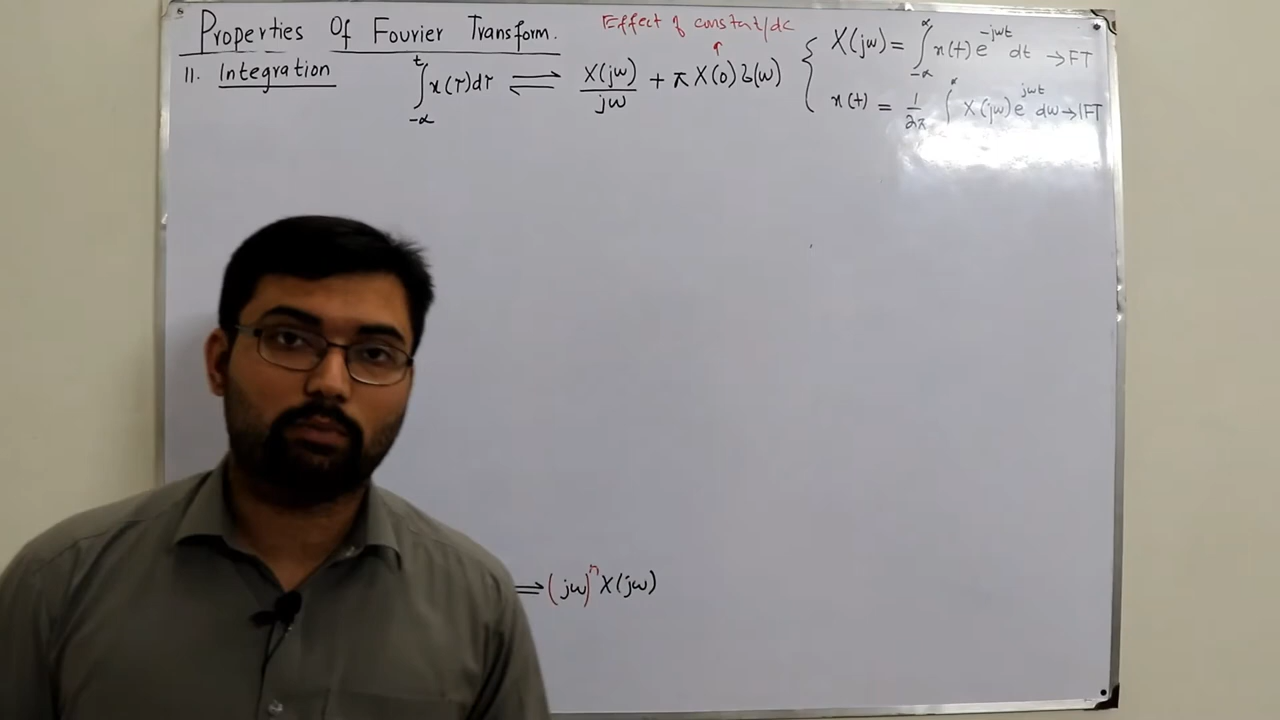 Properties Of Fourier Transform.
Effect of constant/dc
X(jω) = ∫_{-∞}^{∞} x(t) e^{-jωt} dt → FT
11. Integration
∫_{-∞}^{t} x(τ)dτ ⇌ X(jω)/jω + π X(0) δ(ω)
x(t) = 1/2π ∫ X(jω) e^{jωt} dω → IFT
⇒ (jω)^n X(jω)